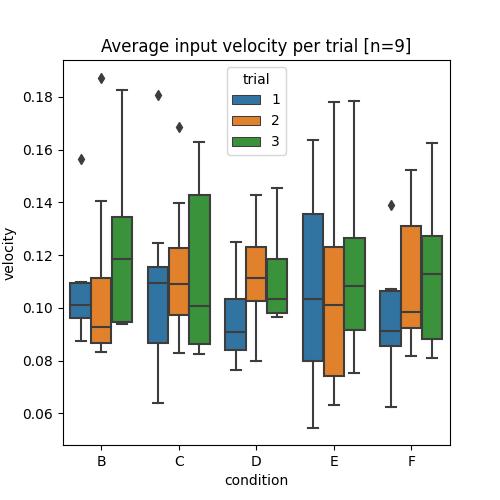 Average input velocity per trial [n=9]
trial
1
2
3
0.18
0.16
0.14
0.12
0.10
0.08
0.06
velocity
B C D E F
condition